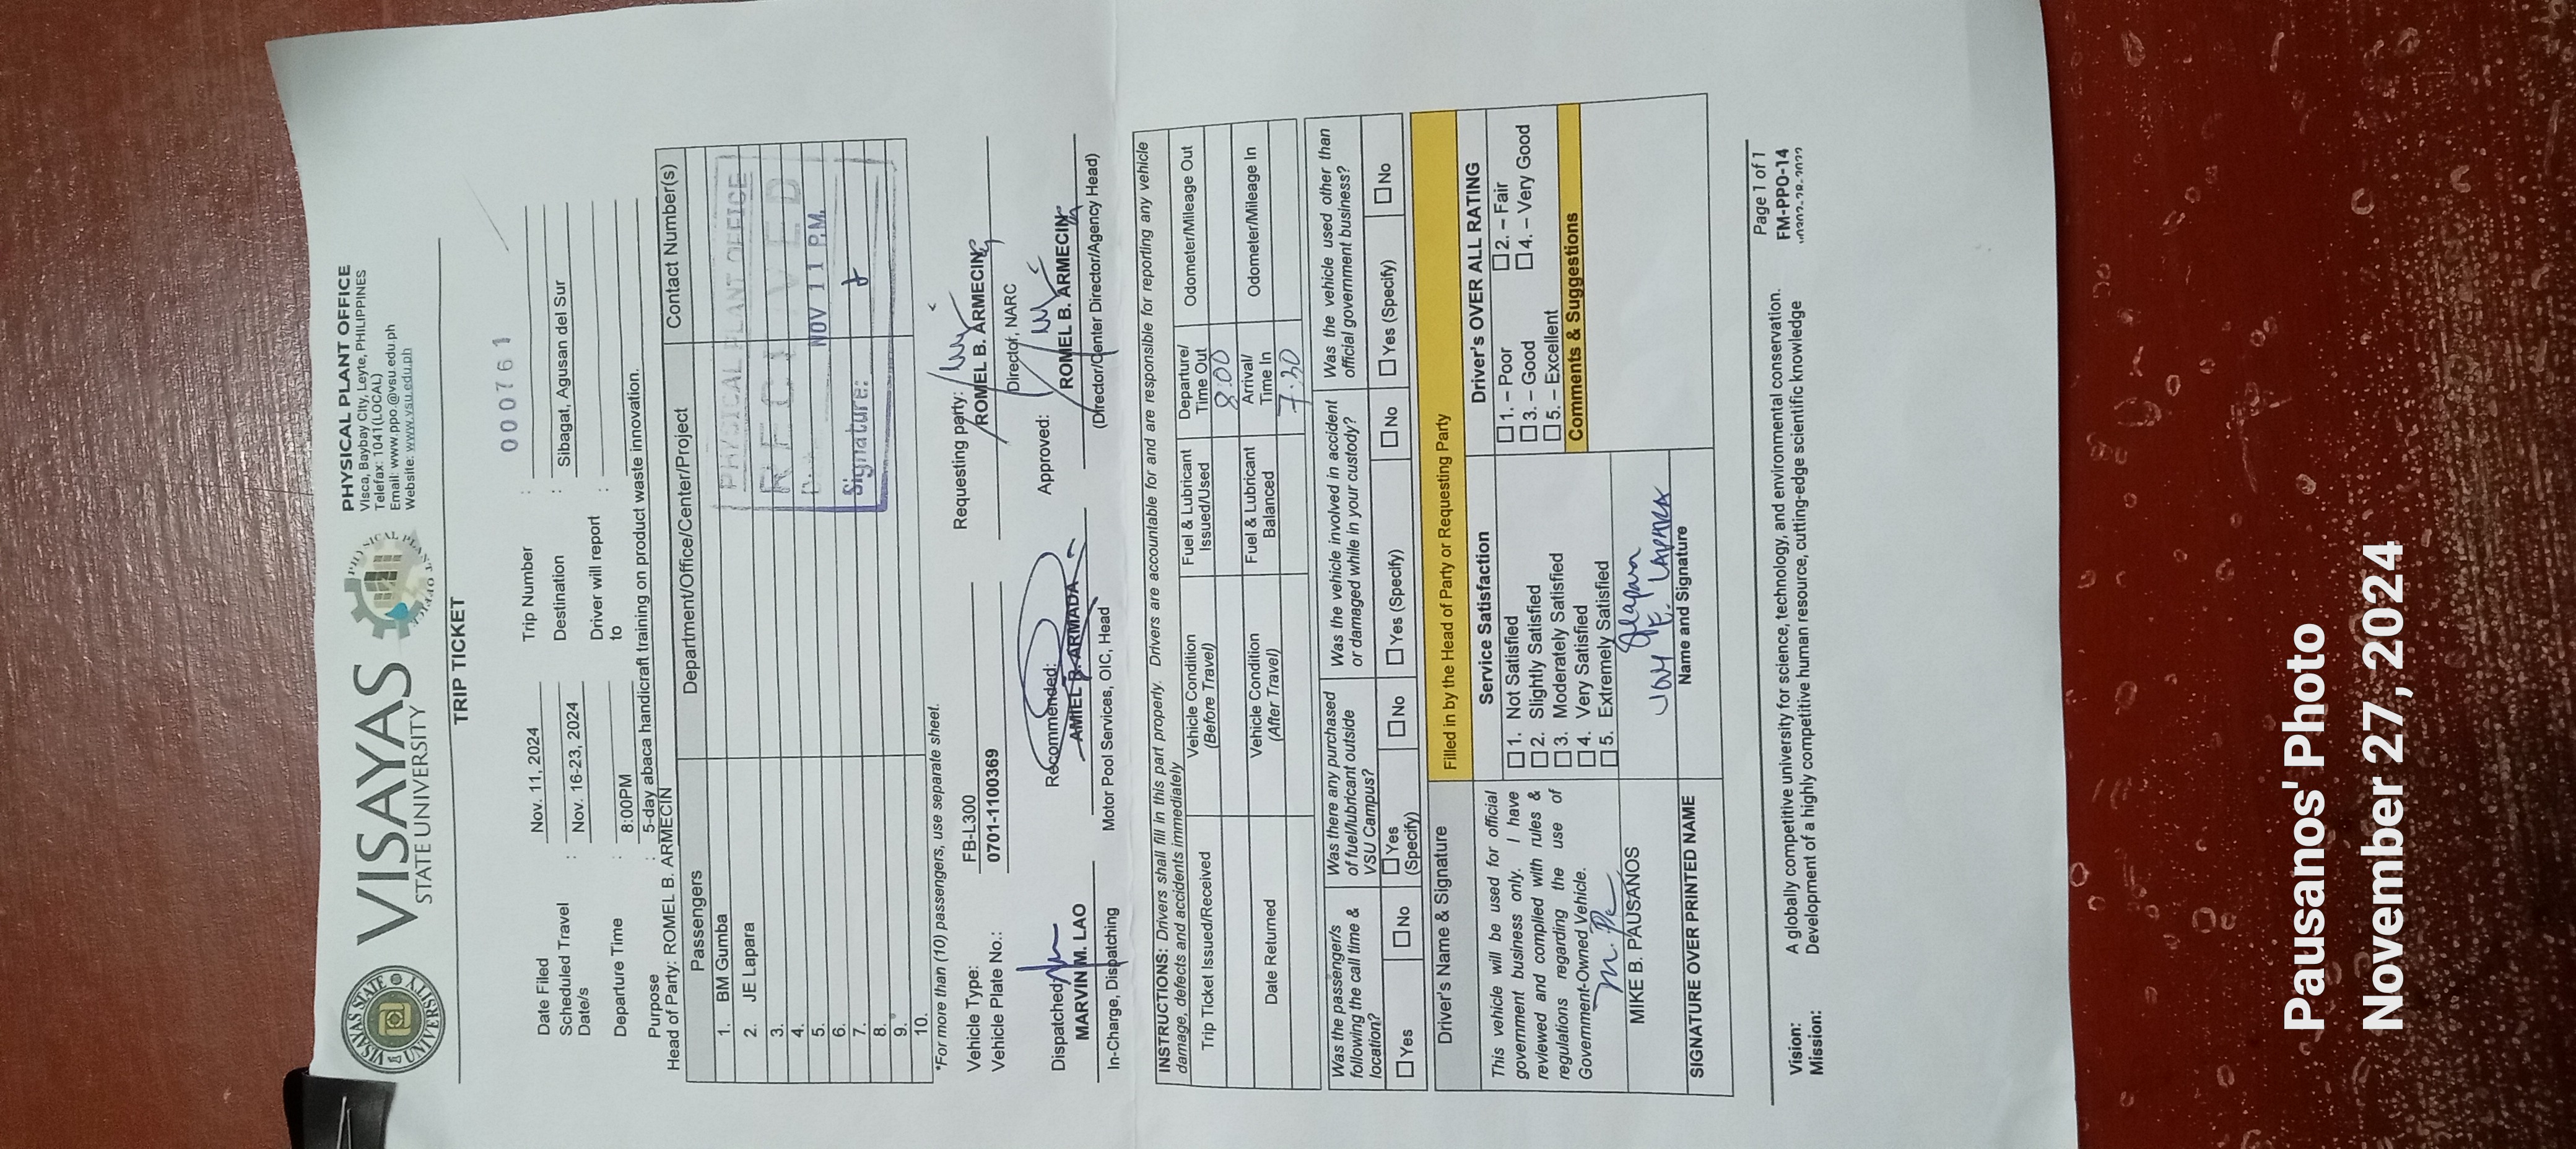 VISAYAS STATE UNIVERSITY
VISAYAS
STATE UNIVERSITY
PHYSICAL PLANT OFFICE
PHYSICAL PLANT OFFICE
Visca, Baybay City, Leyte, PHILIPPINES
Telefax: 1041(LOCAL)
Email: www.ppo.@vsu.edu ph
Website: www.vsu.edu.ph
TRIP TICKET
000761
Date Filed Nov. 11, 2024 Trip Number :
Scheduled Travel Date/s : Nov. 16-23, 2024 Destination : Sibagat, Agusan del Sur
Departure Time : 8:00PM Driver will report to :
Purpose : 5-day abaca handicraft training on product waste innovation.
Head of Party: ROMEL B. ARMECIN
Passengers Department/Office/Center/Project Contact Number(s)
1. BM Gumba
2. JE Lapara
3.
4.
5.
6.
7.
8.
9.
10.
PHYSICAL PLANT OFFICE
NOV 11 P.M.
Signature:
*For more than (10) passengers, use separate sheet.
Vehicle Type: FB-L300
Vehicle Plate No.: 0701-1100369
Requesting party:
ROMEL B. ARMECIN
Director, NARC
Dispatched
MARVIN M. LAO
In-Charge, Dispatching
Recommended:
AMIEL B. ARMADA
Motor Pool Services, OIC, Head
Approved:
ROMEL B. ARMECIN
(Director/Center Director/Agency Head)
INSTRUCTIONS: Drivers shall fill in this part properly. Drivers are accountable for and are responsible for reporting any vehicle
damage, defects and accidents immediately
Trip Ticket Issued/Received Vehicle Condition (Before Travel) Fuel & Lubricant Issued/Used Departure/ Time Out Odometer/Mileage Out
8:00
Date Returned Vehicle Condition (After Travel) Fuel & Lubricant Balanced Arrival/ Time In Odometer/Mileage In
7:30
Was the passenger/s following the call time & location?
☐ Yes ☐ No
Was there any purchased of fuel/lubricant outside VSU Campus?
☐ Yes (Specify) ☐ No
Was the vehicle involved in accident or damaged while in your custody?
☐ Yes (Specify) ☐ No
Was the vehicle used other than official government business?
☐ Yes (Specify) ☐ No
Driver's Name & Signature
This vehicle will be used for official
government business only. I have
reviewed and complied with rules &
regulations regarding the use of
Government-Owned Vehicle.
MIKE B. PAUSANOS
SIGNATURE OVER PRINTED NAME
Filled in by the Head of Party or Requesting Party
Service Satisfaction
☐ 1. Not Satisfied
☐ 2. Slightly Satisfied
☐ 3. Moderately Satisfied
☐ 4. Very Satisfied
☐ 5. Extremely Satisfied
Name and Signature
Driver's OVER ALL RATING
☐ 1. – Poor ☐ 2. – Fair
☐ 3. – Good ☐ 4. – Very Good
☐ 5. – Excellent
Comments & Suggestions
Vision: A globally competitive university for science, technology, and environmental conservation.
Mission: Development of a highly competitive human resource, cutting-edge scientific knowledge
Page 1 of 1
FM-PPO-14
Pausanos' Photo
November 27, 2024